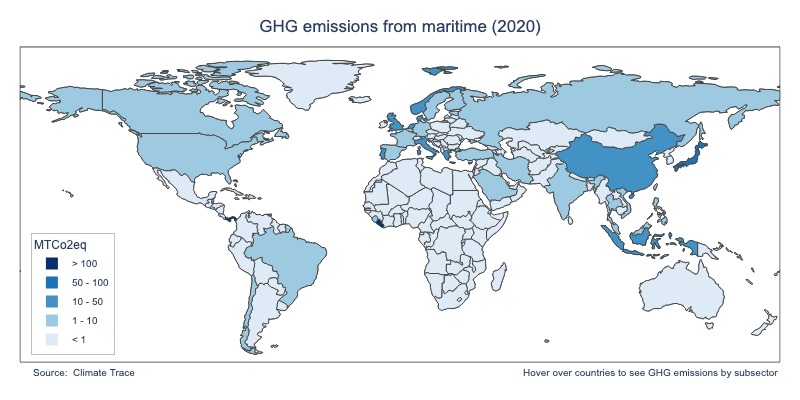 GHG emissions from maritime (2020)
MTCo2eq
> 100
50 - 100
10 - 50
1 - 10
< 1
Source: Climate Trace
Hover over countries to see GHG emissions by subsector